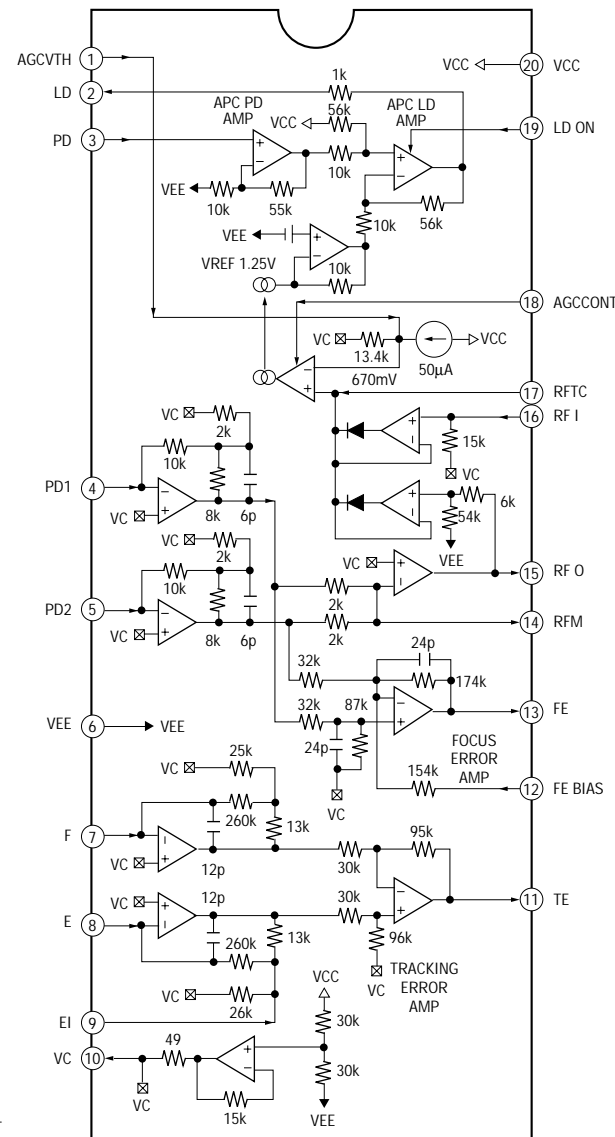 AGCVTH 1
20 VCC
VCC
LD 2
1k
56k
APC PD
AMP
APC LD
AMP
VCC
19 LD ON
PD 3
+
−
+
−
10k
VEE
10k
55k
56k
10k
VEE
+
−
VREF 1.25V
10k
18 AGCCONT
VC
13.4k
VCC
50µA
−
+
670mV
17 RFTC
16 RF I
VC
2k
+
−
15k
VC
10k
PD1 4
−
+
VC
8k
6p
+
−
6k
54k
VEE
VC
2k
VC
+
−
15 RF O
10k
2k
PD2 5
−
+
VC
8k
6p
2k
14 RFM
24p
32k
174k
32k
87k
−
+
13 FE
24p
VC
FOCUS
ERROR
AMP
VEE 6
VEE
154k
12 FE BIAS
25k
VC
260k
13k
F 7
−
+
VC
12p
95k
30k
12p
VC
+
−
E 8
30k
−
+
11 TE
13k
260k
96k
VC
TRACKING
ERROR
AMP
VC
26k
EI 9
VCC
30k
VC 10
49
+
−
30k
VC
15k
VEE